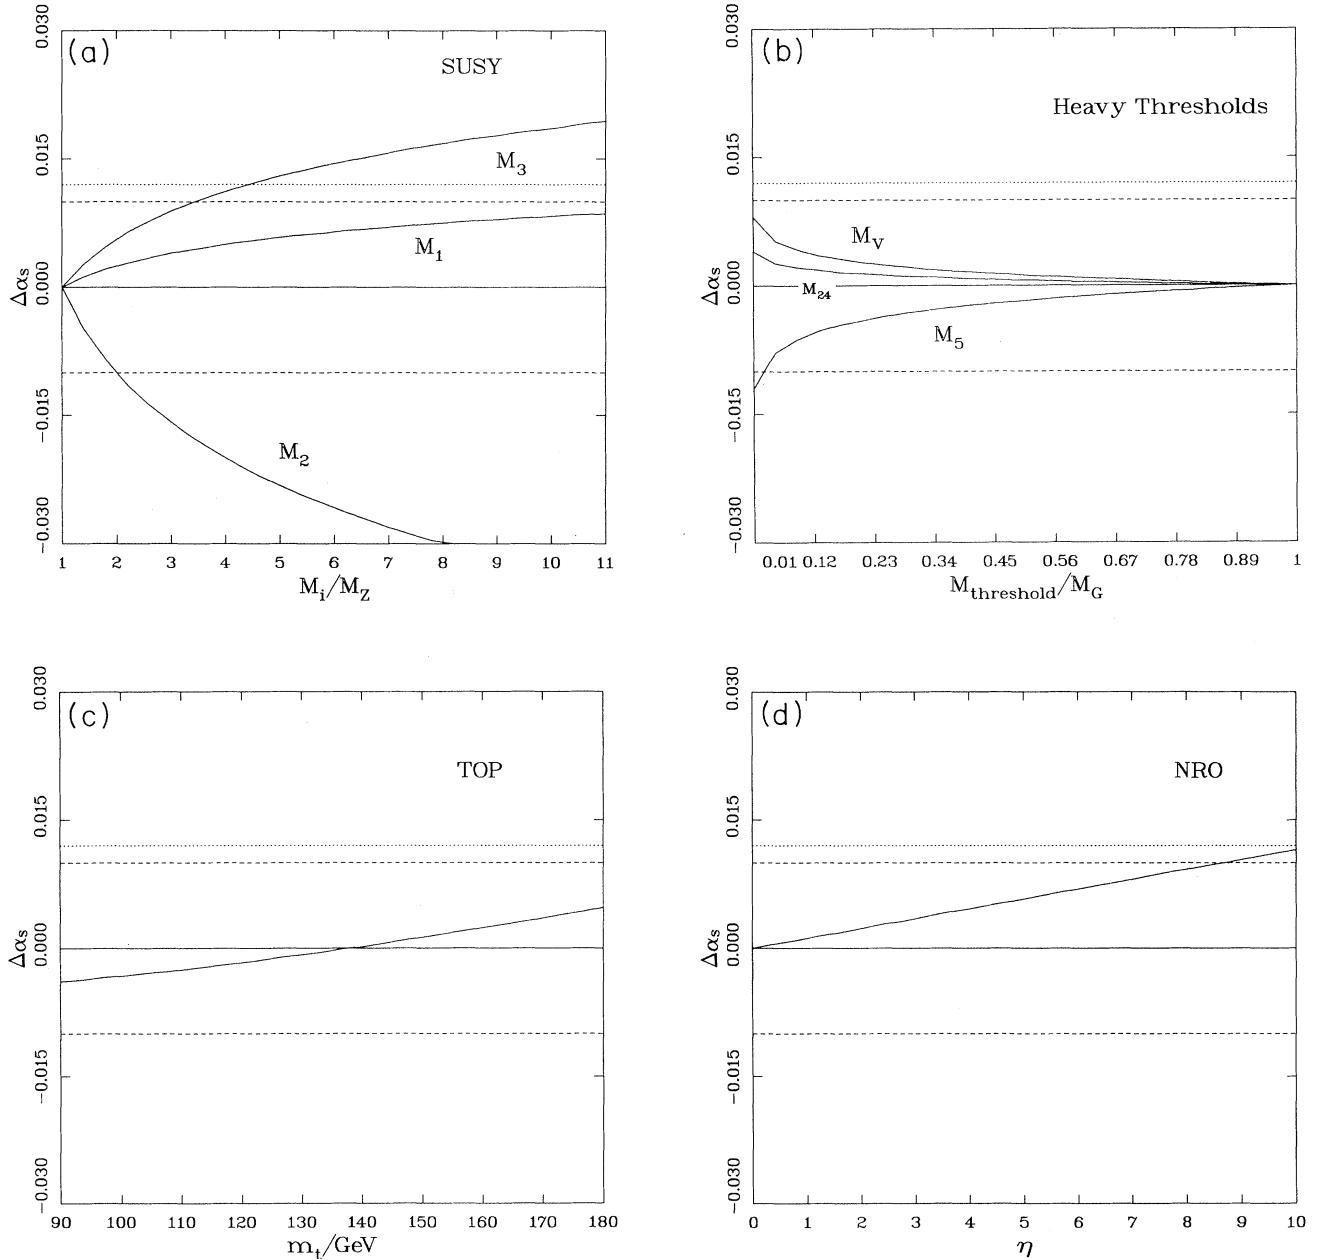 (a)
SUSY
0.030
0.015
0.000
−0.015
−0.030
Δαs
M3
M1
M2
1 2 3 4 5 6 7 8 9 10 11
Mi/MZ
(b)
Heavy Thresholds
0.030
0.015
0.000
−0.015
−0.030
Δαs
MV
M24
M5
0.01 0.12 0.23 0.34 0.45 0.56 0.67 0.78 0.89 1
Mthreshold/MG
(c)
TOP
0.030
0.015
0.000
−0.015
−0.030
Δαs
90 100 110 120 130 140 150 160 170 180
mt/GeV
(d)
NRO
0.030
0.015
0.000
−0.015
−0.030
Δαs
0 1 2 3 4 5 6 7 8 9 10
η